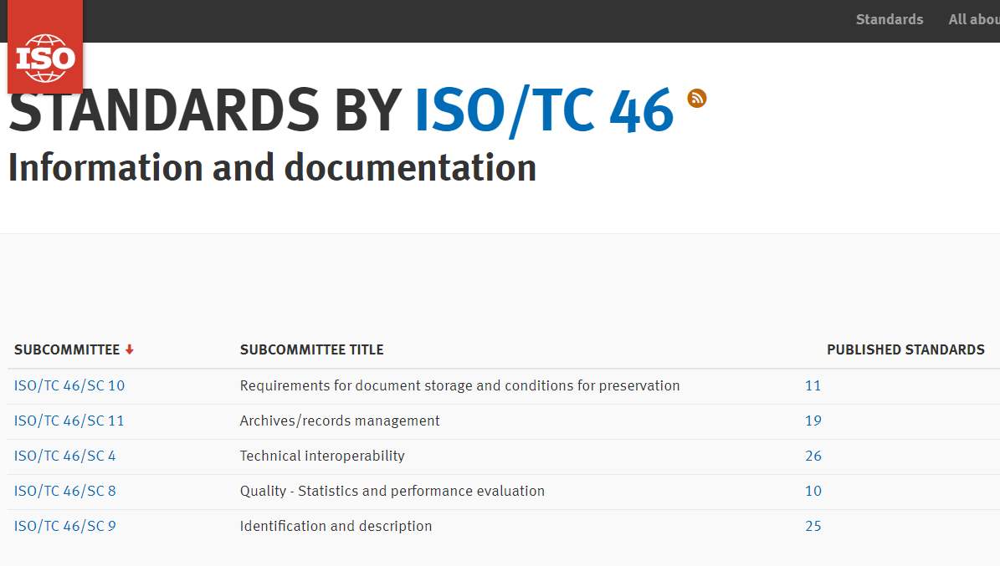 Standards All abou
ISO
STANDARDS BY ISO/TC 46
Information and documentation
SUBCOMMITTEE SUBCOMMITTEE TITLE PUBLISHED STANDARDS
ISO/TC 46/SC 10 Requirements for document storage and conditions for preservation 11
ISO/TC 46/SC 11 Archives/records management 19
ISO/TC 46/SC 4 Technical interoperability 26
ISO/TC 46/SC 8 Quality - Statistics and performance evaluation 10
ISO/TC 46/SC 9 Identification and description 25